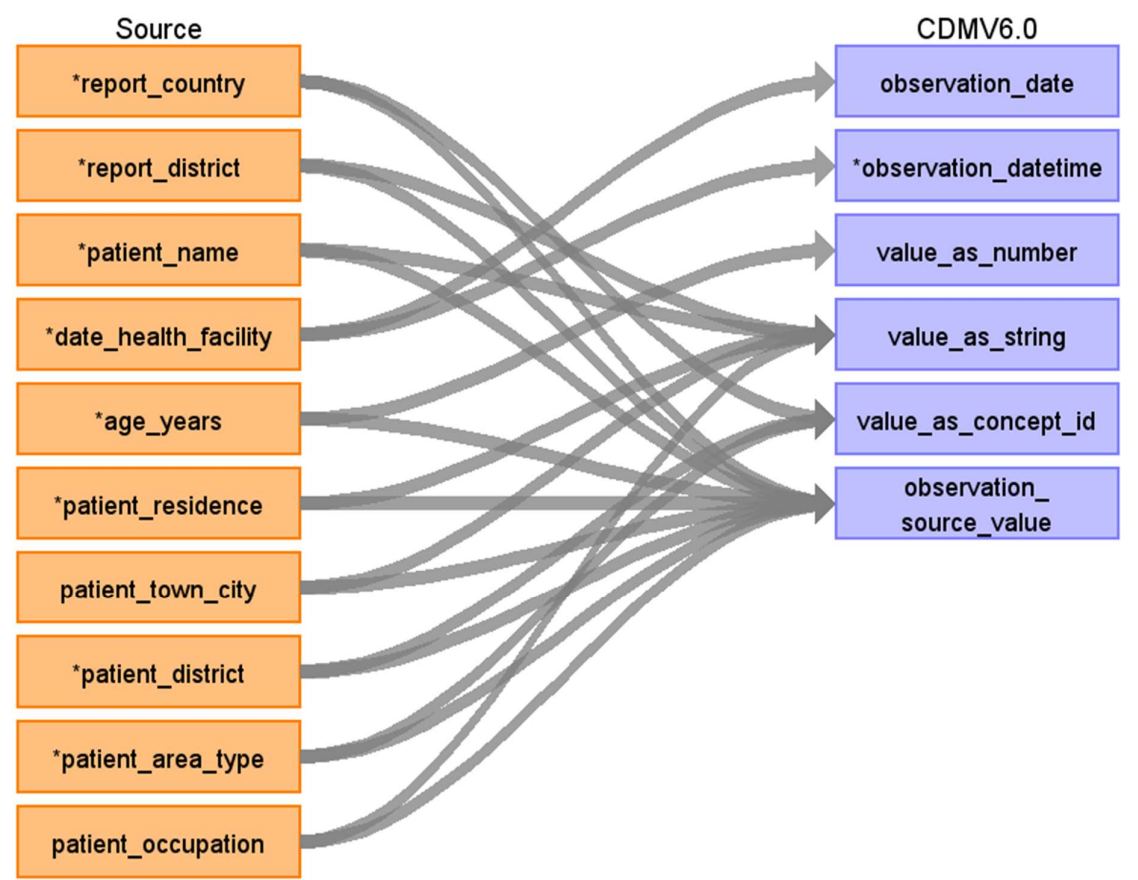 Source
*report_country
*report_district
*patient_name
*date_health_facility
*age_years
*patient_residence
patient_town_city
*patient_district
*patient_area_type
patient_occupation
CDMV6.0
observation_date
*observation_datetime
value_as_number
value_as_string
value_as_concept_id
observation_
source_value